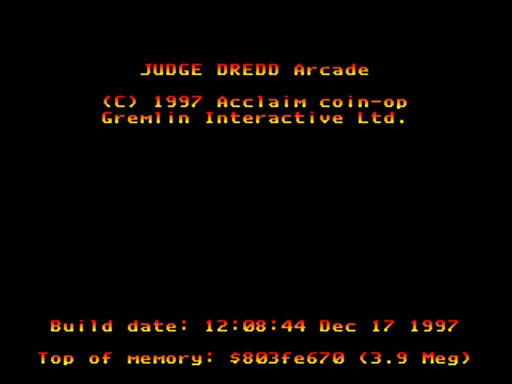 JUDGE DREDD Arcade
(C) 1997 Acclaim coin-op
Gremlin Interactive Ltd.
Build date: 12:08:44 Dec 17 1997
Top of memory: $803fe670 (3.9 Meg)